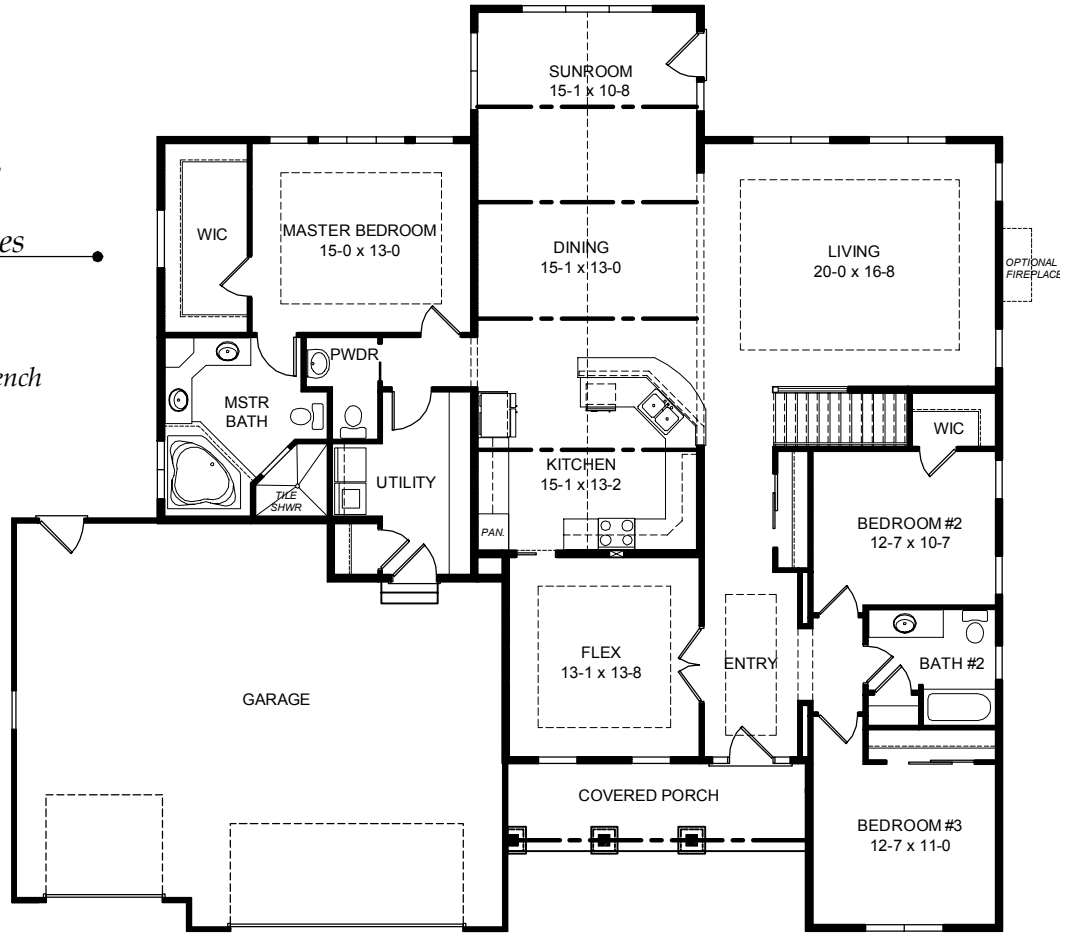 SUNROOM
15-1 x 10-8
WIC
MASTER BEDROOM
15-0 x 13-0
DINING
15-1 x 13-0
LIVING
20-0 x 16-8
OPTIONAL
FIREPLACE
es
ench
PWDR
MSTR
BATH
WIC
UTILITY
KITCHEN
15-1 x 13-2
TILE
SHWR
PAN.
BEDROOM #2
12-7 x 10-7
FLEX
13-1 x 13-8
ENTRY
BATH #2
GARAGE
COVERED PORCH
BEDROOM #3
12-7 x 11-0